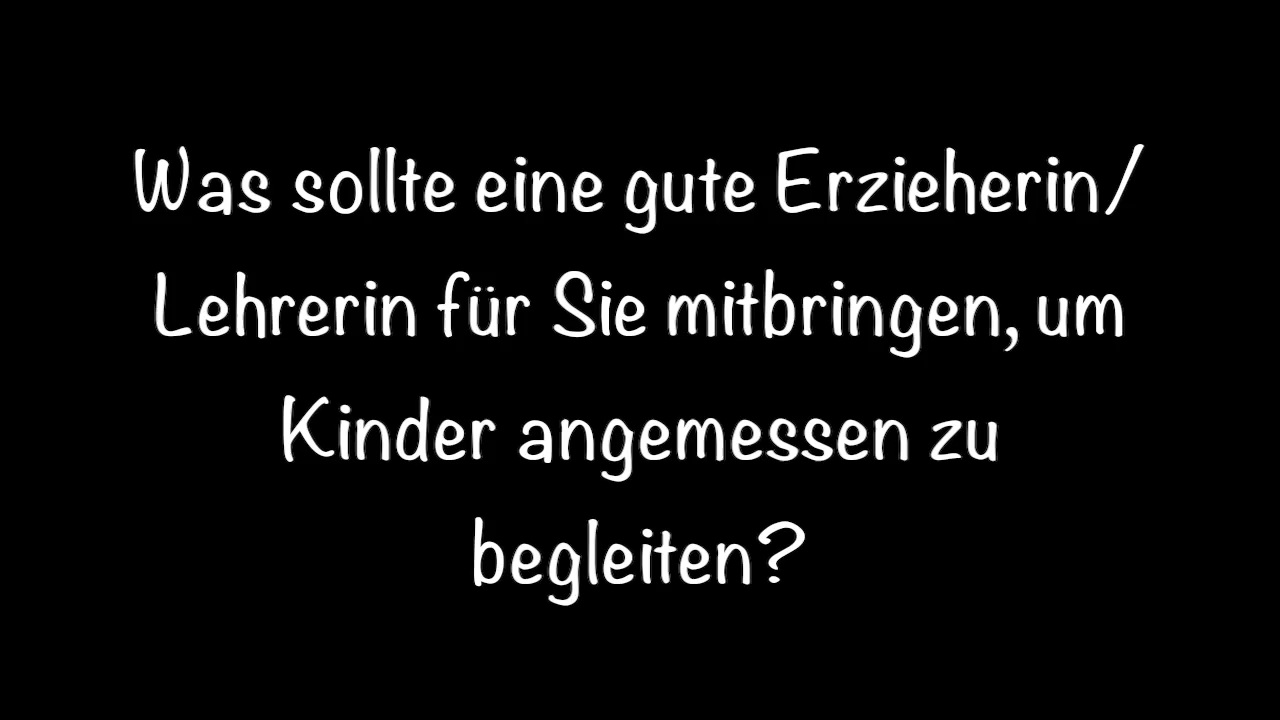 Was sollte eine gute Erzieherin/
Lehrerin für Sie mitbringen, um
Kinder angemessen zu
begleiten?